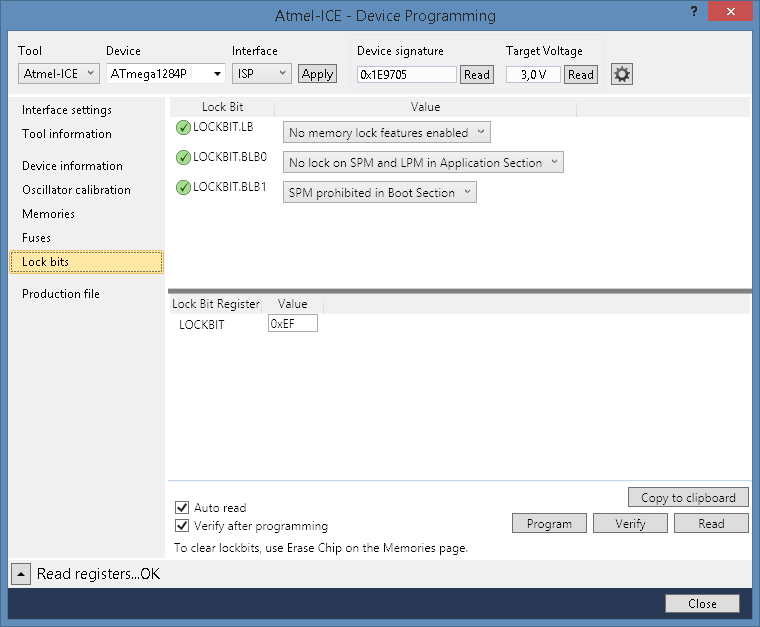 Atmel-ICE - Device Programming
?
Tool Device Interface Device signature Target Voltage
Atmel-ICE ATmega1284P ISP Apply 0x1E9705 Read 3,0 V Read
Interface settings
Tool information
Device information
Oscillator calibration
Memories
Fuses
Lock bits
Production file
Lock Bit Value
LOCKBIT.LB No memory lock features enabled
LOCKBIT.BLB0 No lock on SPM and LPM in Application Section
LOCKBIT.BLB1 SPM prohibited in Boot Section
Lock Bit Register Value
LOCKBIT 0xEF
Copy to clipboard
Auto read
Verify after programming
Program Verify Read
To clear lockbits, use Erase Chip on the Memories page.
Read registers...OK
Close